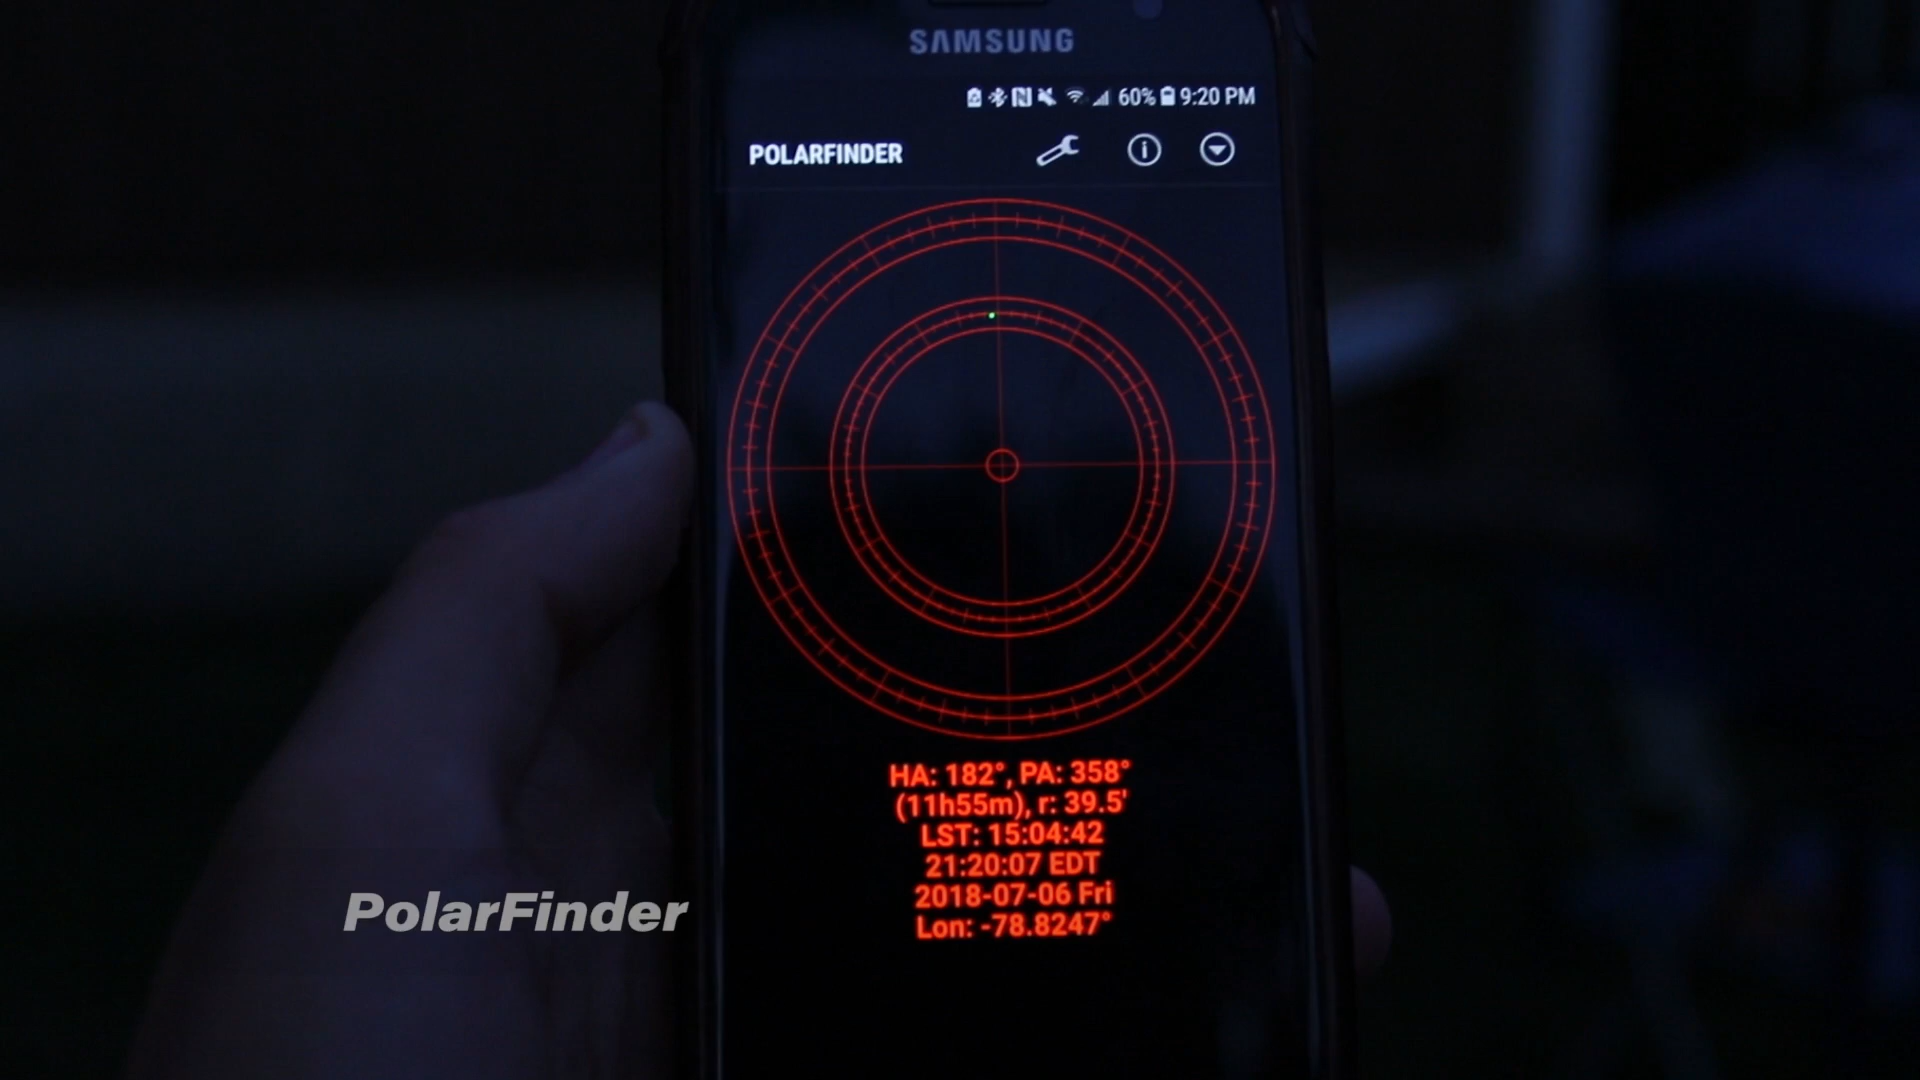 SAMSUNG
60% 9:20 PM
POLARFINDER
HA: 182°, PA: 358°
(11h55m), r: 39.5'
LST: 15:04:42
21:20:07 EDT
2018-07-06 Fri
Lon: -78.8247°
PolarFinder